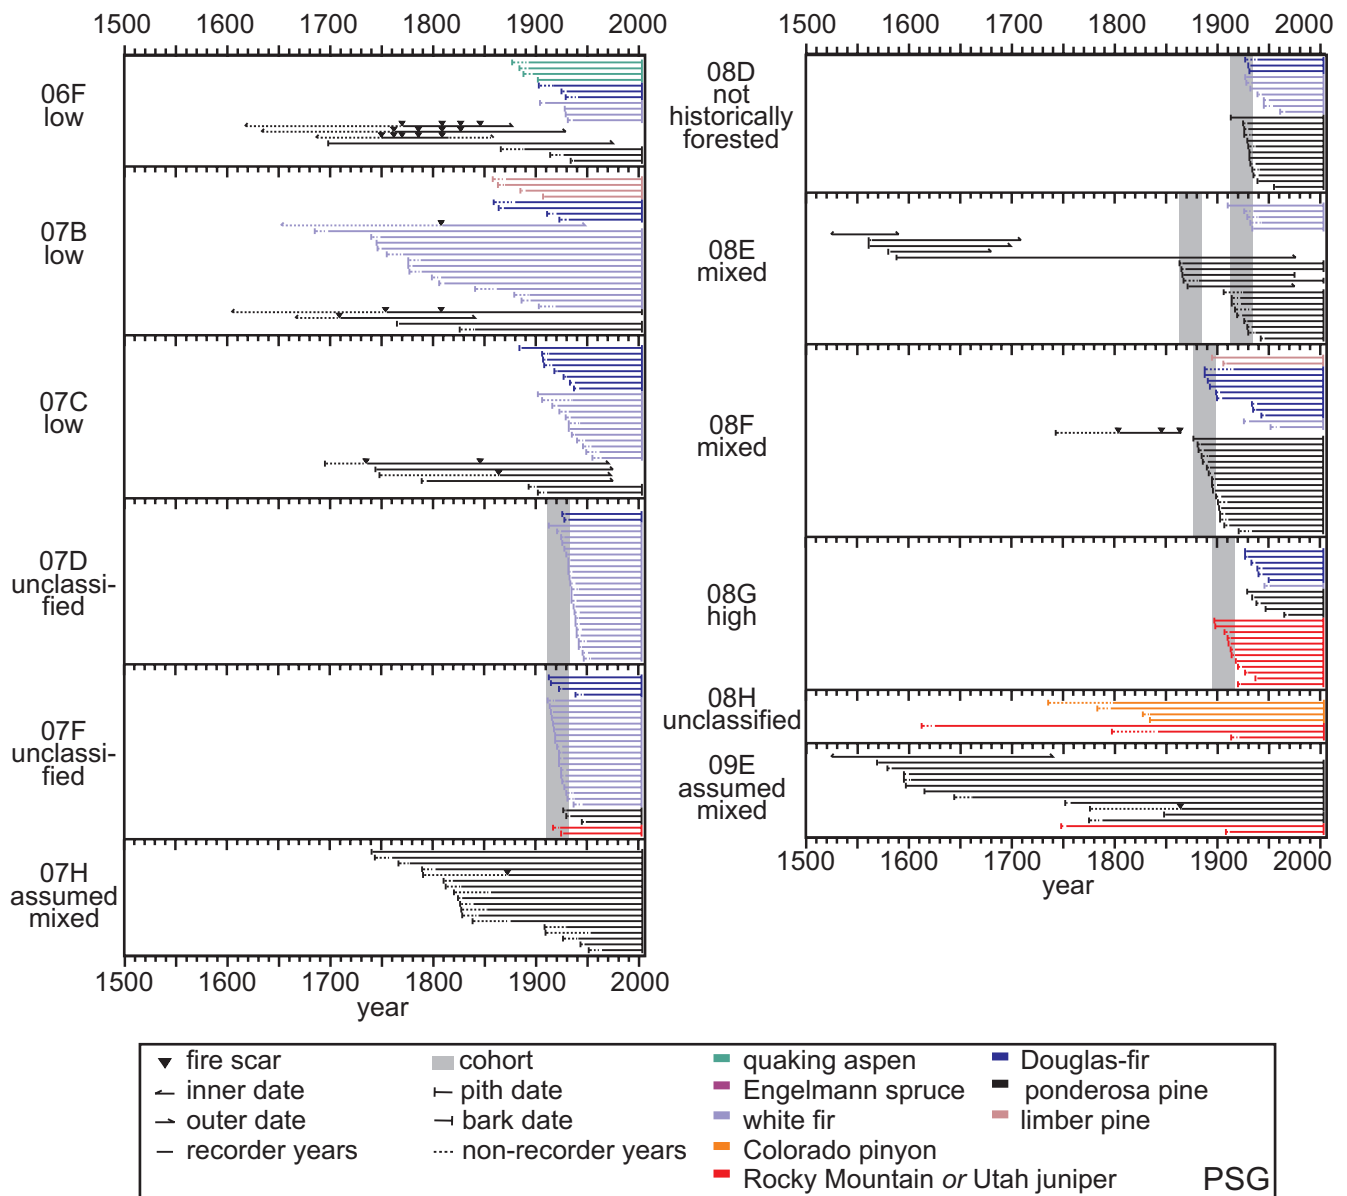 1500 1600 1700 1800 1900 2000
1500 1600 1700 1800 1900 2000
06F
low
07B
low
07C
low
07D
unclassi-
fied
07F
unclassi-
fied
07H
assumed
mixed
1500 1600 1700 1800 1900 2000
year
08D
not
historically
forested
08E
mixed
08F
mixed
08G
high
08H
unclassified
09E
assumed
mixed
1500 1600 1700 1800 1900 2000
year
fire scar
inner date
outer date
recorder years
cohort
pith date
bark date
non-recorder years
quaking aspen
Engelmann spruce
white fir
Colorado pinyon
Rocky Mountain or Utah juniper
Douglas-fir
ponderosa pine
limber pine
PSG